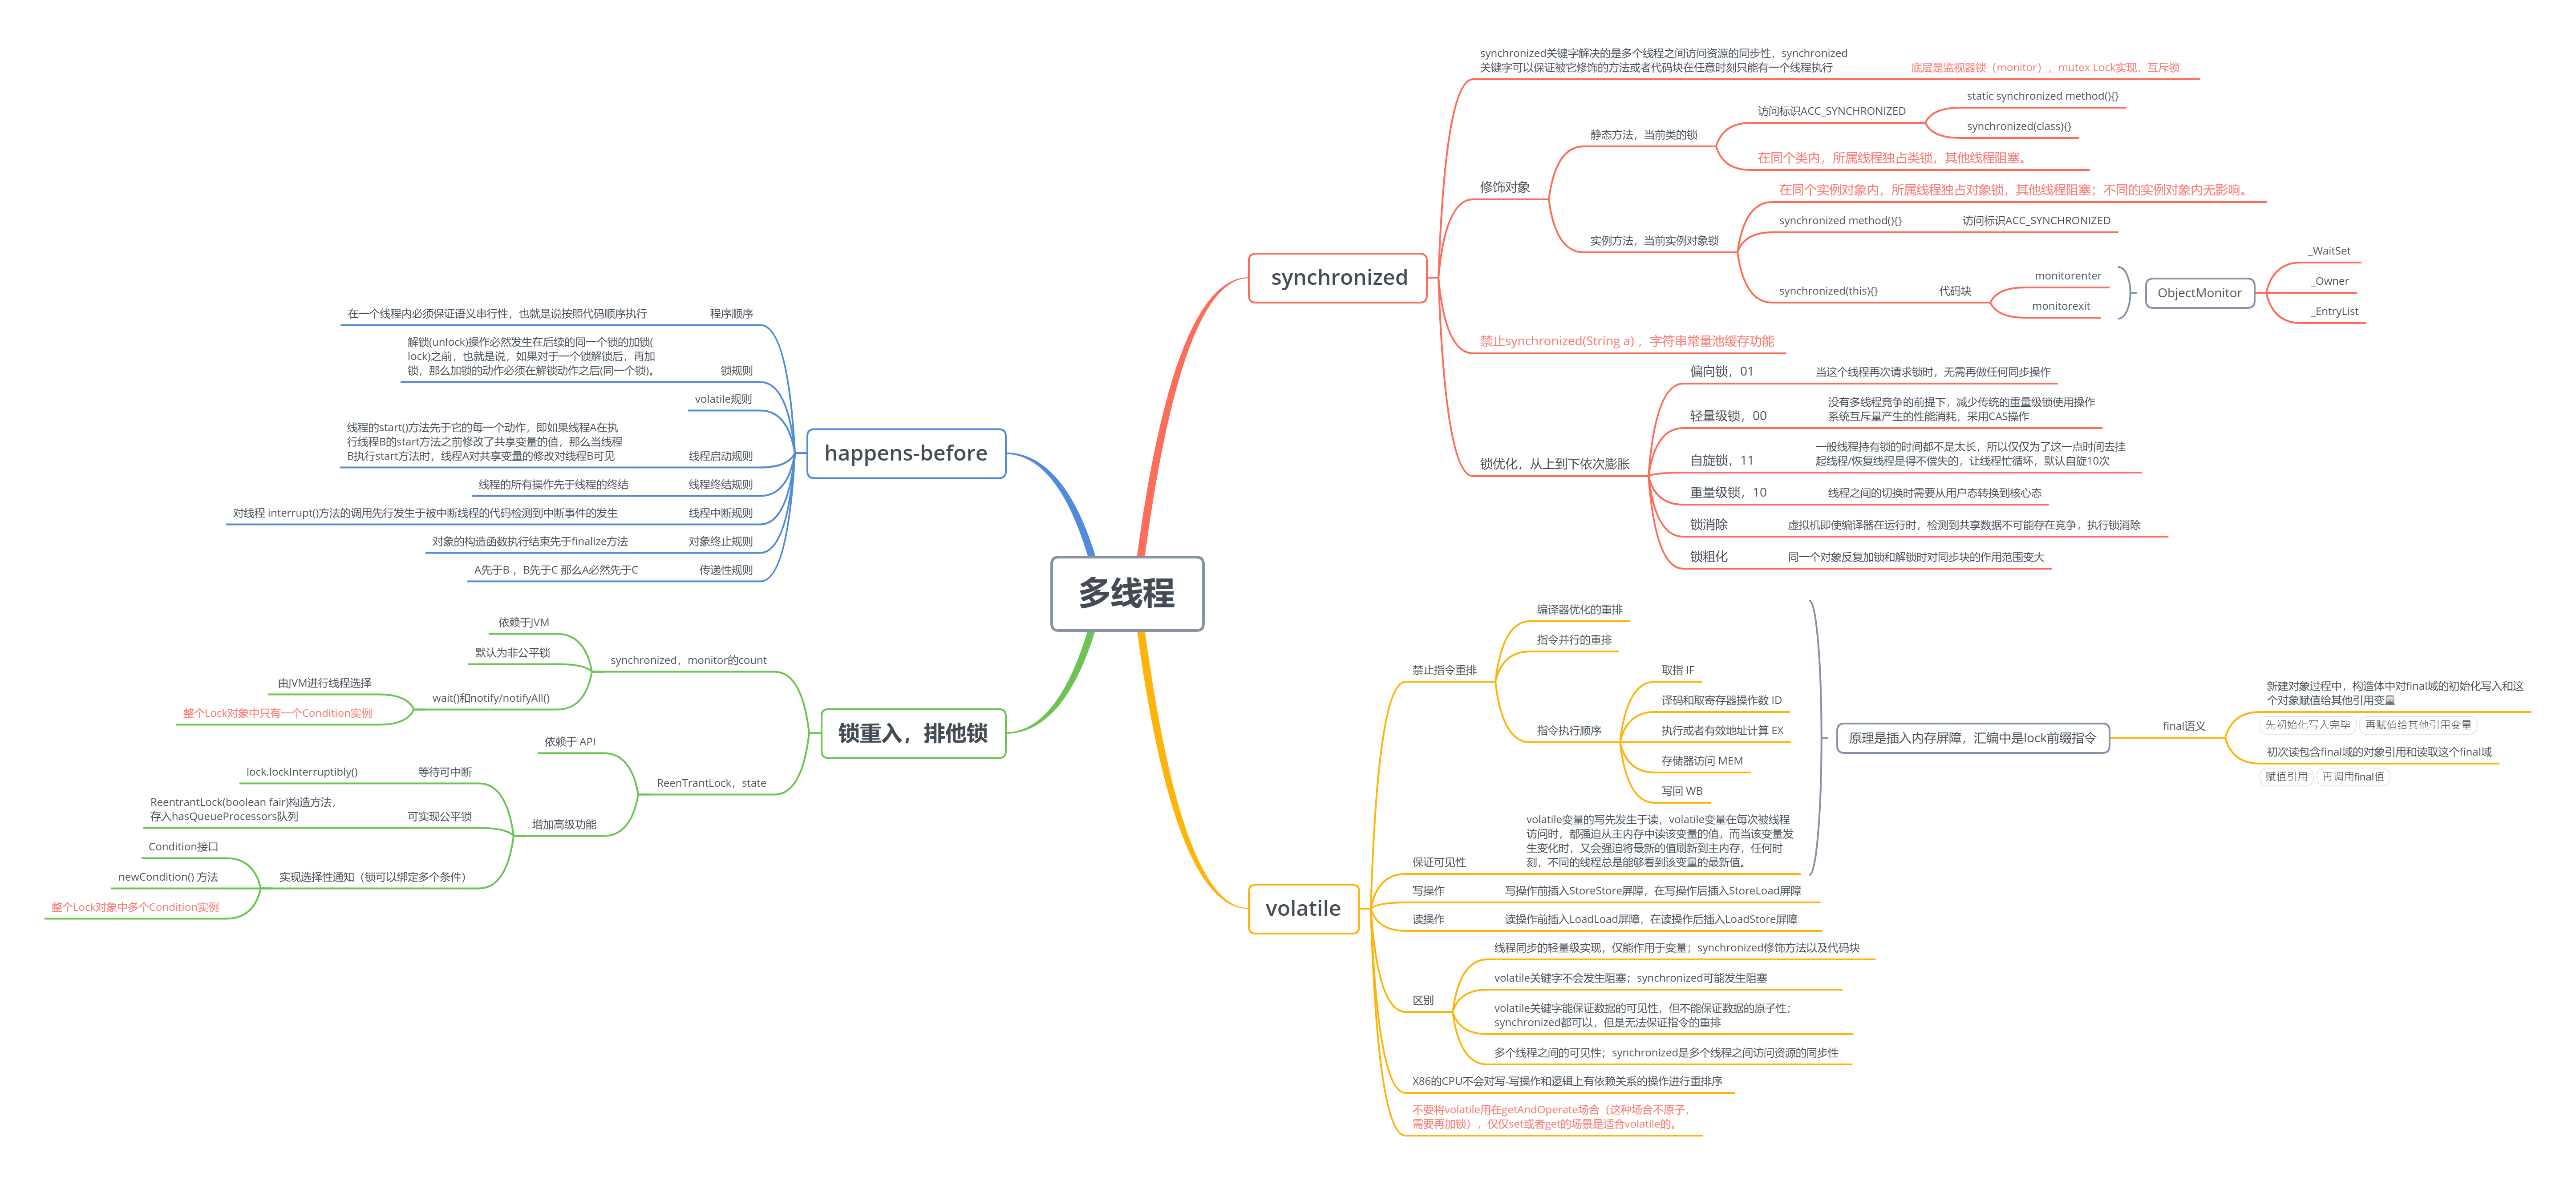 多线程
synchronized
synchronized关键字解决的是多个线程之间访问资源的同步性，synchronized
关键字可以保证被它修饰的方法或者代码块在任意时刻只能有一个线程执行
底层是监视器锁（monitor），mutex Lock实现，互斥锁
修饰对象
静态方法，当前类的锁
访问标识ACC_SYNCHRONIZED
static synchronized method(){}
synchronized(class){}
在同个类内，所属线程独占类锁，其他线程阻塞。
实例方法，当前实例对象锁
在同个实例对象内，所属线程独占对象锁，其他线程阻塞；不同的实例对象内无影响。
synchronized method(){}
访问标识ACC_SYNCHRONIZED
synchronized(this){}
代码块
monitorenter
monitorexit
ObjectMonitor
_WaitSet
_Owner
_EntryList
禁止synchronized(String a) ，字符串常量池缓存功能
锁优化，从上到下依次膨胀
偏向锁，01
当这个线程再次请求锁时，无需再做任何同步操作
轻量级锁，00
没有多线程竞争的前提下，减少传统的重量级锁使用操作
系统互斥量产生的性能消耗，采用CAS操作
自旋锁，11
一般线程持有锁的时间都不是太长，所以仅仅为了这一点时间去挂
起线程/恢复线程是得不偿失的，让线程忙循环，默认自旋10次
重量级锁，10
线程之间的切换时需要从用户态转换到核心态
锁消除
虚拟机即使编译器在运行时，检测到共享数据不可能存在竞争，执行锁消除
锁粗化
同一个对象反复加锁和解锁时对同步块的作用范围变大
volatile
禁止指令重排
编译器优化的重排
指令并行的重排
指令执行顺序
取指 IF
译码和取寄存器操作数 ID
执行或者有效地址计算 EX
存储器访问 MEM
写回 WB
保证可见性
volatile变量的写先发生于读，volatile变量在每次被线程
访问时，都强迫从主内存中读该变量的值，而当该变量发
生变化时，又会强迫将最新的值刷新到主内存，任何时
刻，不同的线程总是能够看到该变量的最新值。
原理是插入内存屏障，汇编中是lock前缀指令
final语义
新建对象过程中，构造体中对final域的初始化写入和这
个对象赋值给其他引用变量
先初始化写入完毕
再赋值给其他引用变量
初次读包含final域的对象引用和读取这个final域
赋值引用
再调用final值
写操作
写操作前插入StoreStore屏障，在写操作后插入StoreLoad屏障
读操作
读操作前插入LoadLoad屏障，在读操作后插入LoadStore屏障
区别
线程同步的轻量级实现，仅能作用于变量；synchronized修饰方法以及代码块
volatile关键字不会发生阻塞；synchronized可能发生阻塞
volatile关键字能保证数据的可见性，但不能保证数据的原子性；
synchronized都可以，但是无法保证指令的重排
多个线程之间的可见性；synchronized是多个线程之间访问资源的同步性
X86的CPU不会对写-写操作和逻辑上有依赖关系的操作进行重排序
不要将volatile用在getAndOperate场合（这种场合不原子，
需要再加锁），仅仅set或者get的场景是适合volatile的。
happens-before
程序顺序
在一个线程内必须保证语义串行性，也就是说按照代码顺序执行
锁规则
解锁(unlock)操作必然发生在后续的同一个锁的加锁(
lock)之前，也就是说，如果对于一个锁解锁后，再加
锁，那么加锁的动作必须在解锁动作之后(同一个锁)。
volatile规则
线程启动规则
线程的start()方法先于它的每一个动作，即如果线程A在执
行线程B的start方法之前修改了共享变量的值，那么当线程
B执行start方法时，线程A对共享变量的修改对线程B可见
线程终结规则
线程的所有操作先于线程的终结
线程中断规则
对线程 interrupt()方法的调用先行发生于被中断线程的代码检测到中断事件的发生
对象终止规则
对象的构造函数执行结束先于finalize方法
传递性规则
A先于B ，B先于C 那么A必然先于C
锁重入，排他锁
synchronized，monitor的count
依赖于JVM
默认为非公平锁
wait()和notify/notifyAll()
由JVM进行线程选择
整个Lock对象中只有一个Condition实例
ReenTrantLock，state
依赖于 API
增加高级功能
等待可中断
lock.lockInterruptibly()
可实现公平锁
ReentrantLock(boolean fair)构造方法，
存入hasQueueProcessors队列
实现选择性通知（锁可以绑定多个条件）
Condition接口
newCondition() 方法
整个Lock对象中多个Condition实例